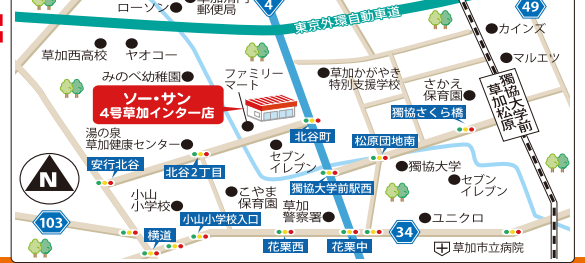 ローソン
郵便局
4
東京外環自動車道
49
カインズ
マルエツ
草加西高校
ヤオコー
みのべ幼稚園
ファミリー
マート
草加かがやき
特別支援学校
さかえ
保育園
獨協大学前
草加松原
ソー・サン
4号草加インター店
獨協さくら橋
湯の泉
草加健康センター
北谷町
松原団地南
安行北谷
北谷2丁目
セブン
イレブン
獨協大学
獨協大学前駅西
セブン
イレブン
N
小山
小学校
こやま
保育園
草加
警察署
小山小学校入口
ユニクロ
103
横道
花栗西
花栗中
34
草加市立病院